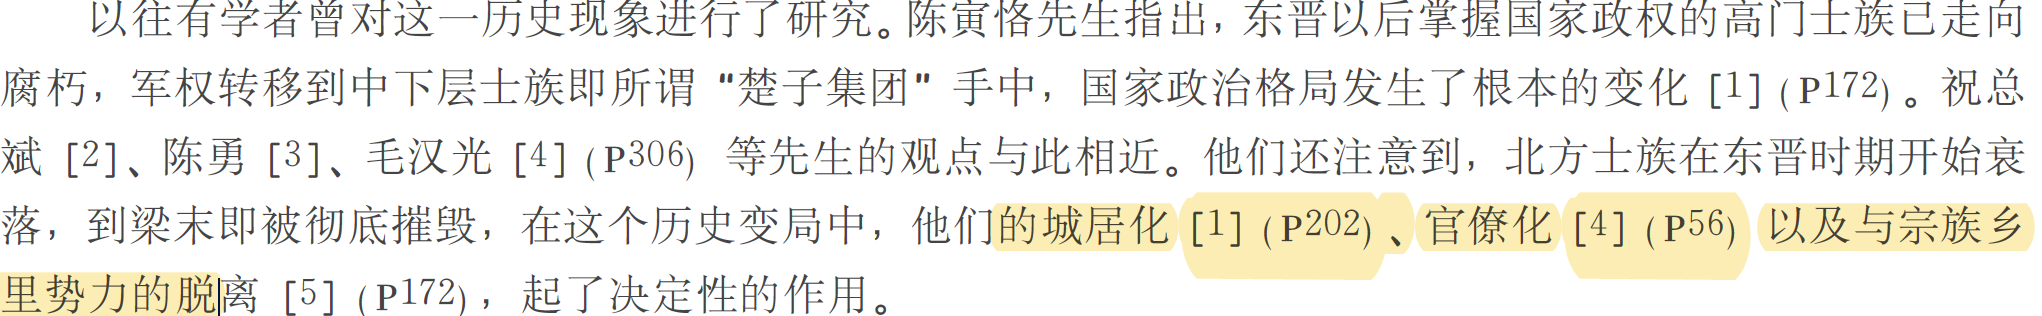 以往有学者曾对这一历史现象进行了研究。陈寅恪先生指出，东晋以后掌握国家政权的高门士族已走向
腐朽，军权转移到中下层士族即所谓 "楚子集团" 手中，国家政治格局发生了根本的变化 [1] (P172) 。祝总
斌 [2]、陈勇 [3]、毛汉光 [4] (P306) 等先生的观点与此相近。他们还注意到，北方士族在东晋时期开始衰
落，到梁末即被彻底摧毁，在这个历史变局中，他们的城居化 [1] (P202) 、官僚化 [4] (P56) 以及与宗族乡
里势力的脱离 [5] (P172) ，起了决定性的作用。